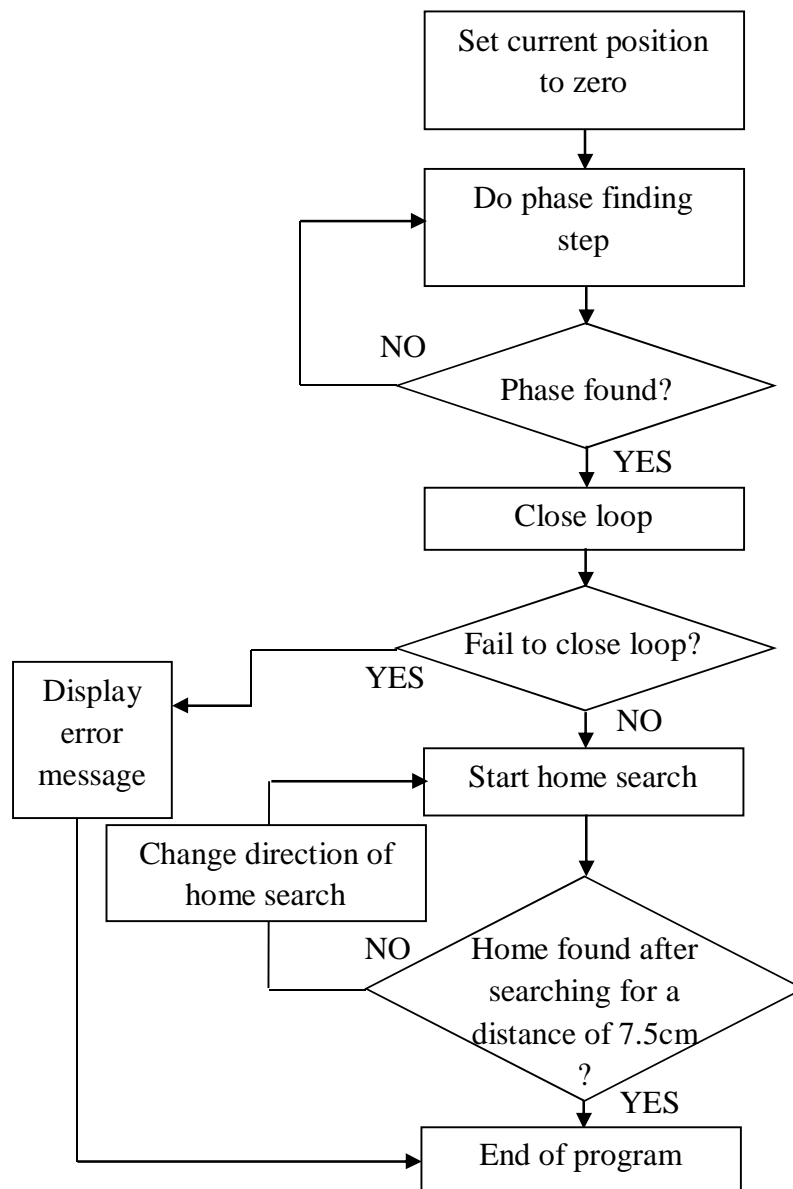 Set current position
to zero
Do phase finding
step
NO
Phase found?
YES
Close loop
Fail to close loop?
YES
Display
error
message
NO
Start home search
Change direction of
home search
NO
Home found after
searching for a
distance of 7.5cm
?
YES
End of program